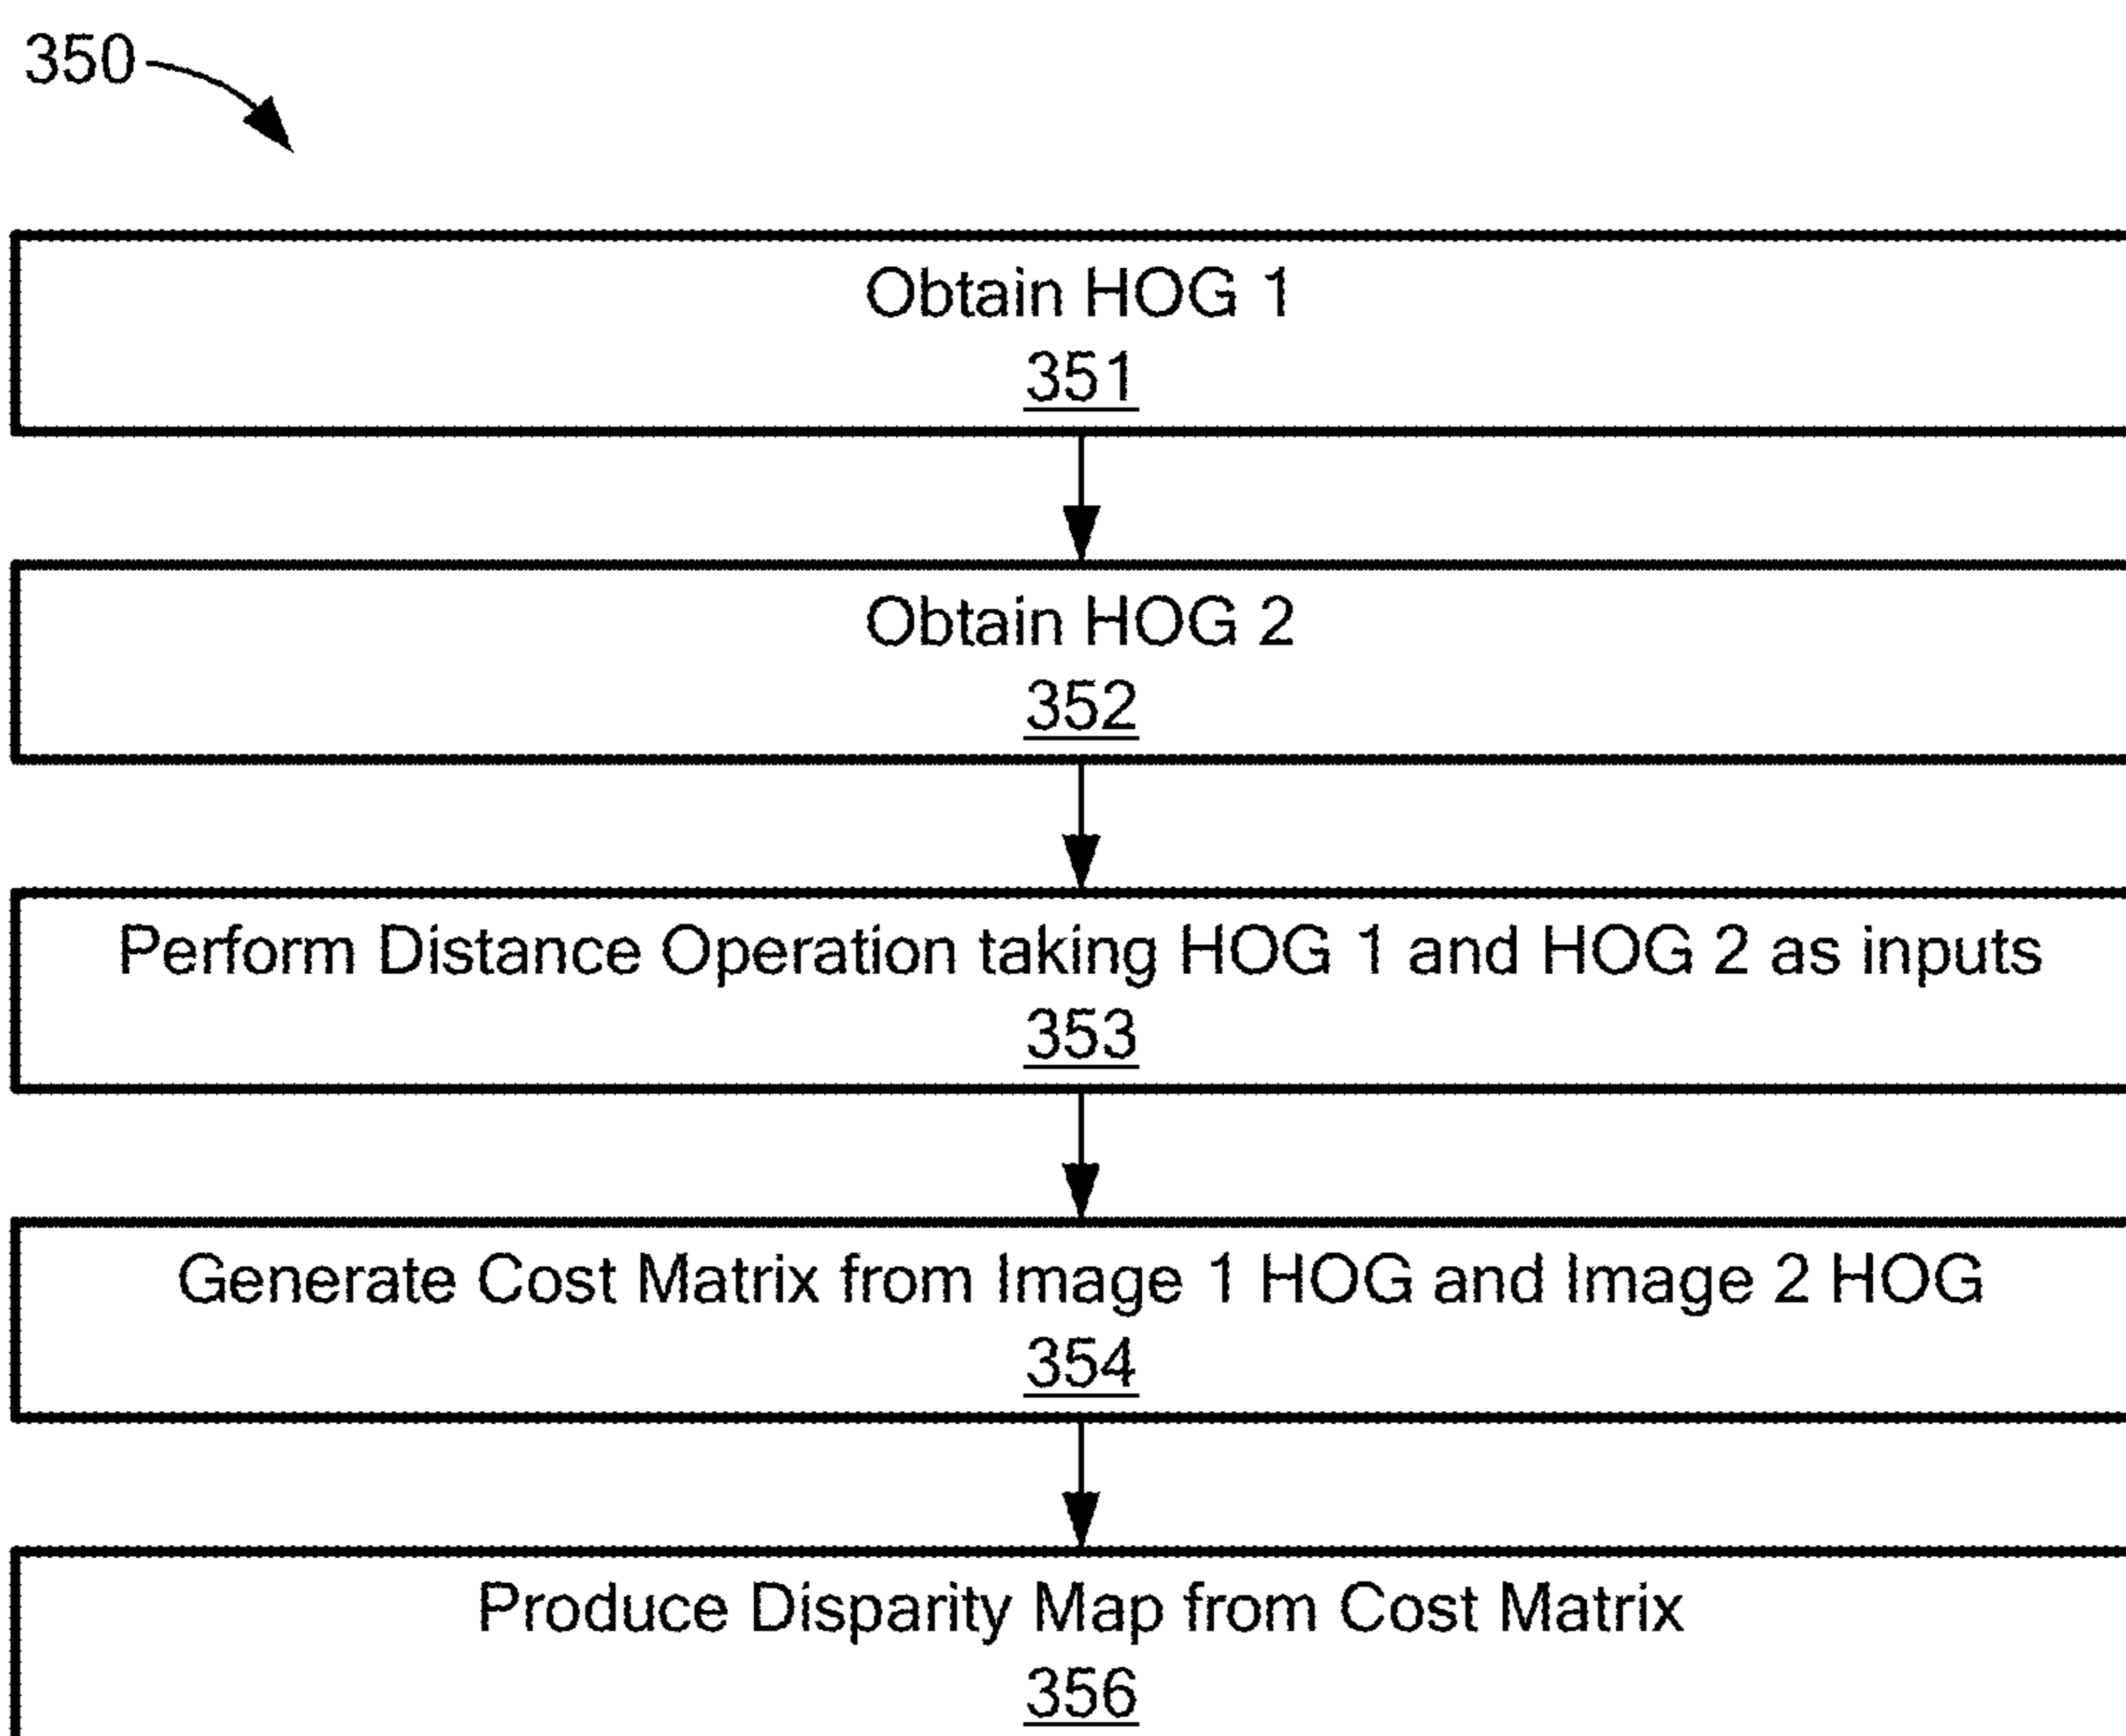 350
Obtain HOG 1
351
Obtain HOG 2
352
Perform Distance Operation taking HOG 1 and HOG 2 as inputs
353
Generate Cost Matrix from Image 1 HOG and Image 2 HOG
354
Produce Disparity Map from Cost Matrix
356